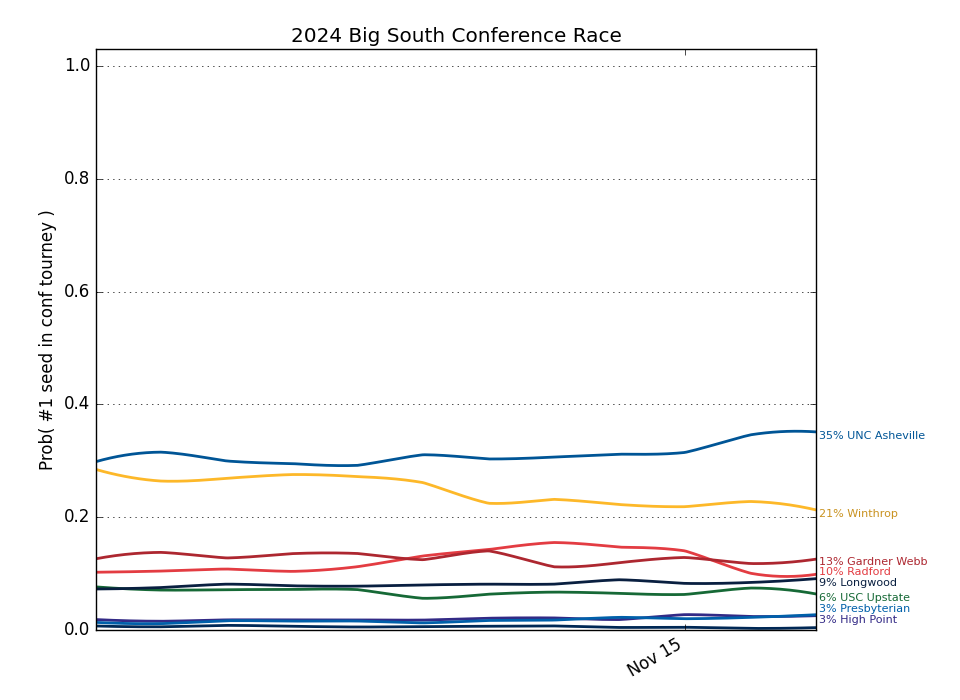 2024 Big South Conference Race
Prob( #1 seed in conf tourney )
1.0
0.8
0.6
0.4
0.2
0.0
Nov 15
35% UNC Asheville
21% Winthrop
13% Gardner Webb
10% Radford
9% Longwood
6% USC Upstate
3% Presbyterian
3% High Point